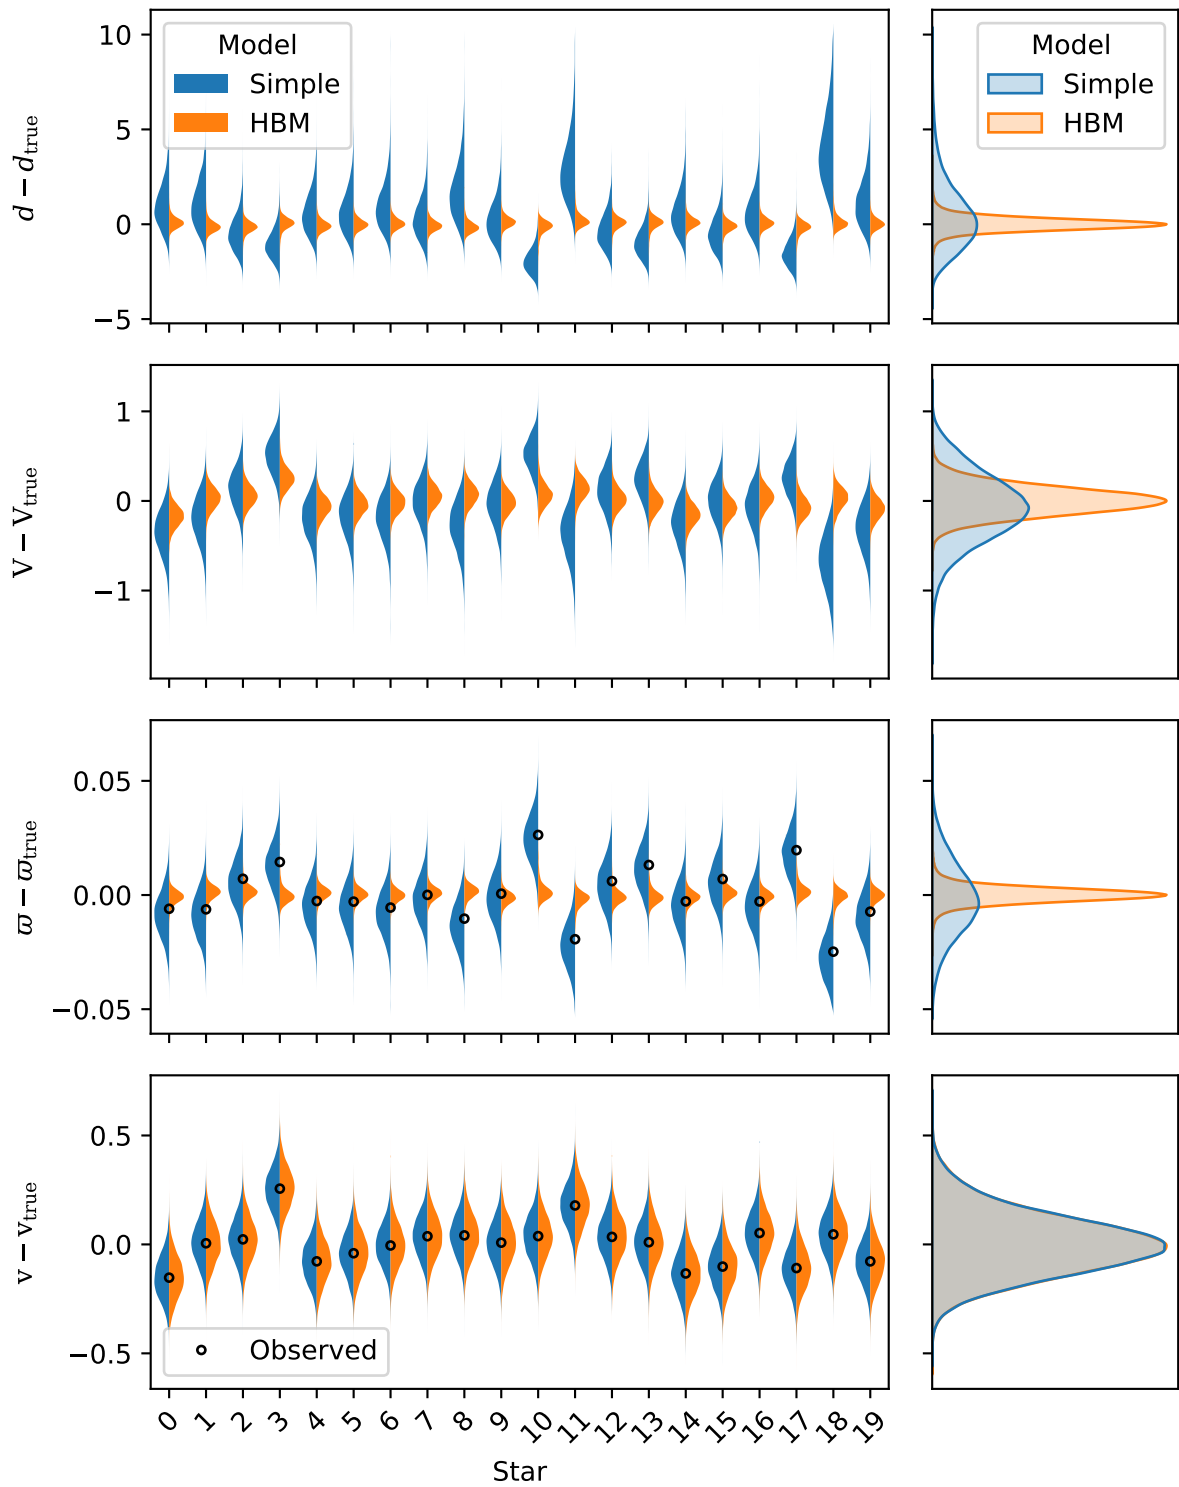 Model
Simple
HBM
Model
Simple
HBM
10
5
0
−5
d − d_true
1
0
−1
V − V_true
0.05
0.00
−0.05
ϖ − ϖ_true
0.5
0.0
−0.5
v − v_true
Observed
0 1 2 3 4 5 6 7 8 9 10 11 12 13 14 15 16 17 18 19
Star